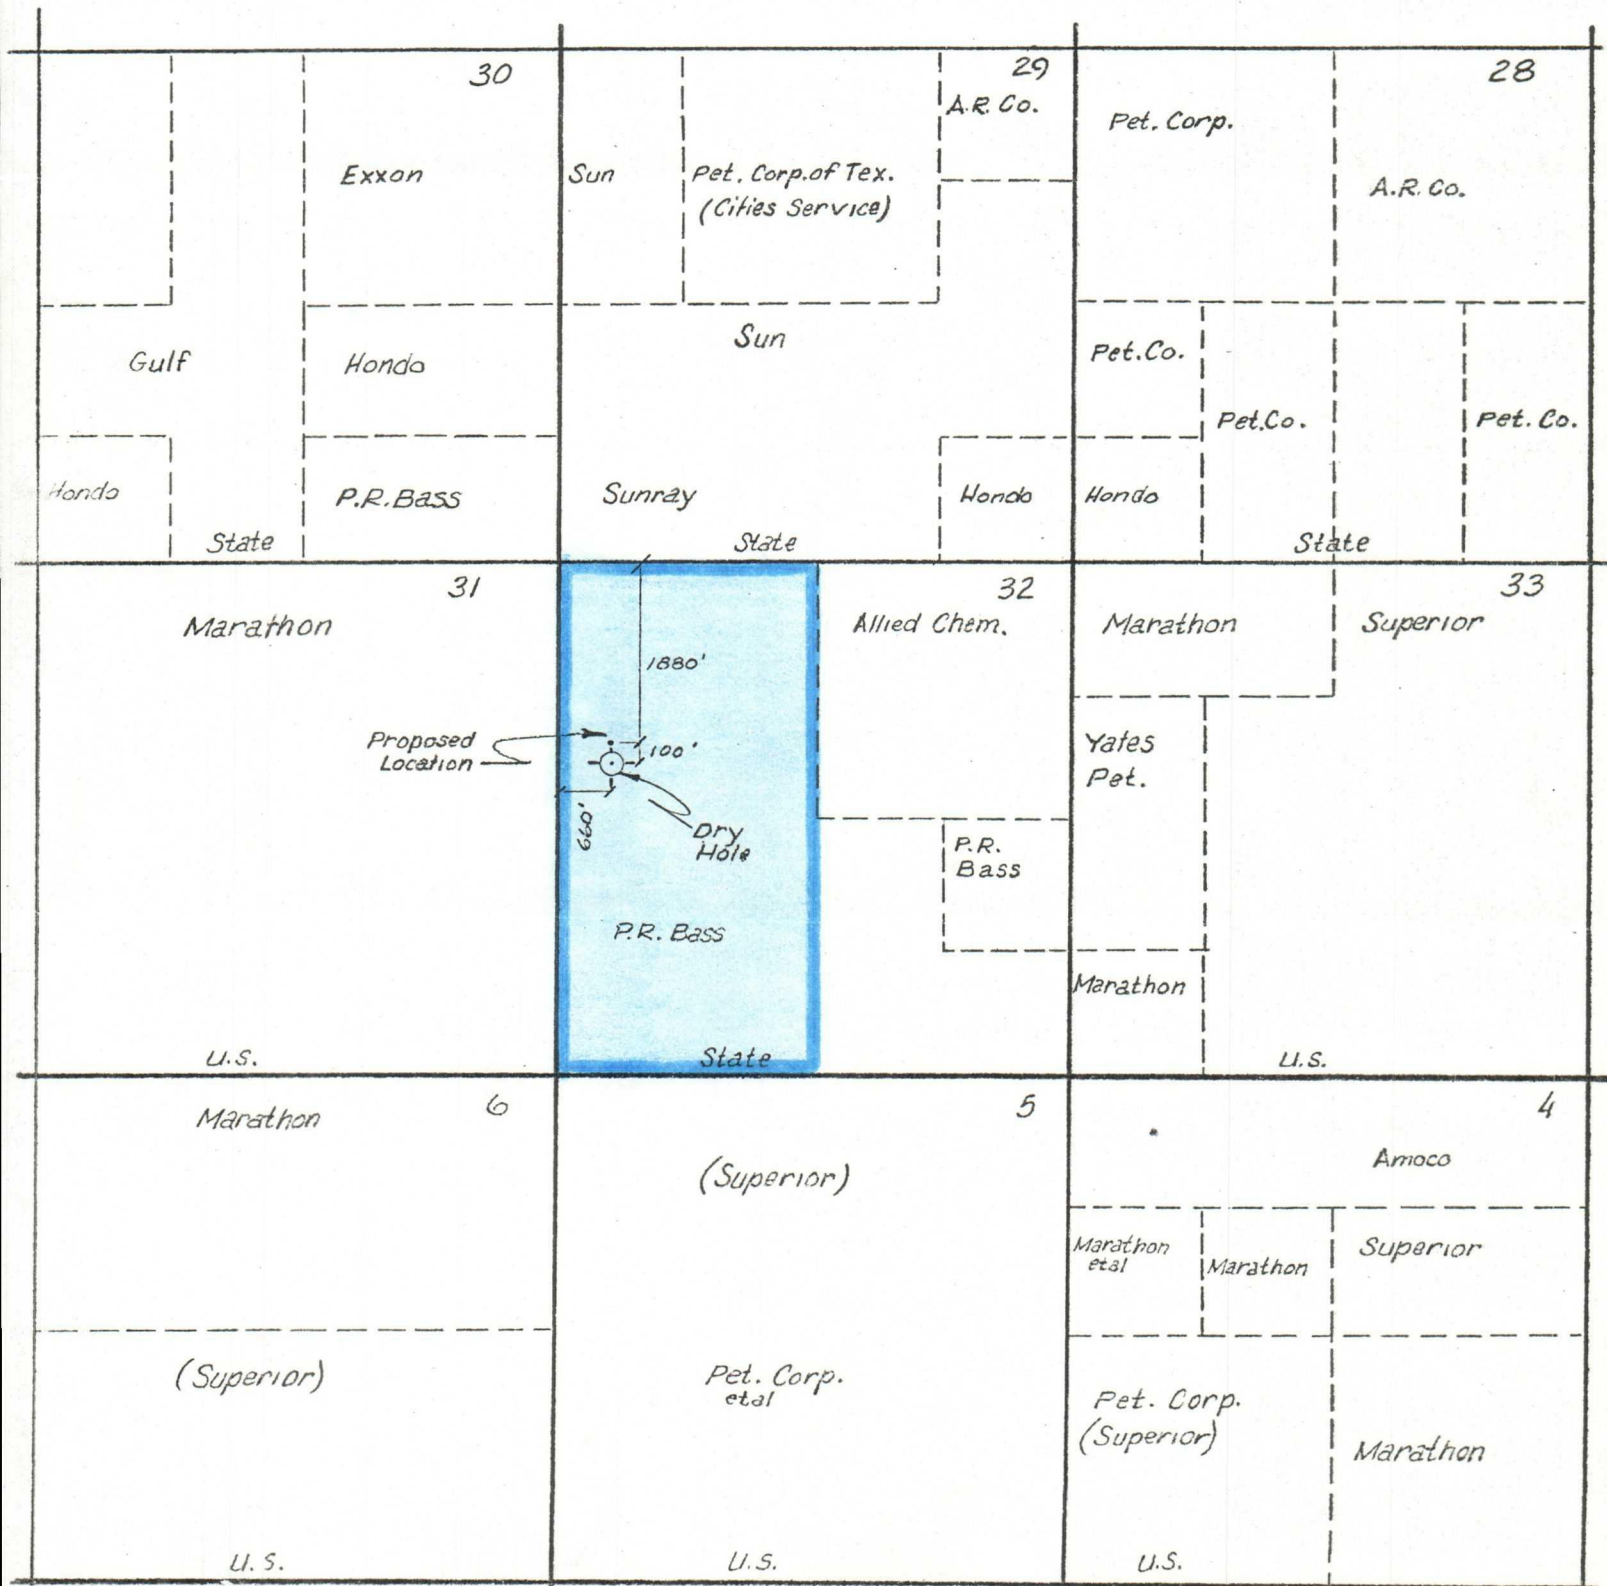 30
Exxon
Gulf
Hondo
Hondo
P.R. Bass
State
29
A.R. Co.
Sun
Pet. Corp. of Tex.
(Cities Service)
Sun
Sunray
Hondo
State
28
Pet. Corp.
A.R. Co.
Pet. Co.
Pet. Co.
Pet. Co.
Hondo
State
31
Marathon
Proposed
Location
U.S.
32
1880'
100'
660'
Dry
Hole
P.R. Bass
State
Allied Chem.
P.R.
Bass
33
Marathon
Superior
Yates
Pet.
Marathon
U.S.
6
Marathon
(Superior)
U.S.
5
(Superior)
Pet. Corp.
etal
U.S.
4
Amoco
Marathon
etal
Marathon
Superior
Pet. Corp.
(Superior)
Marathon
U.S.